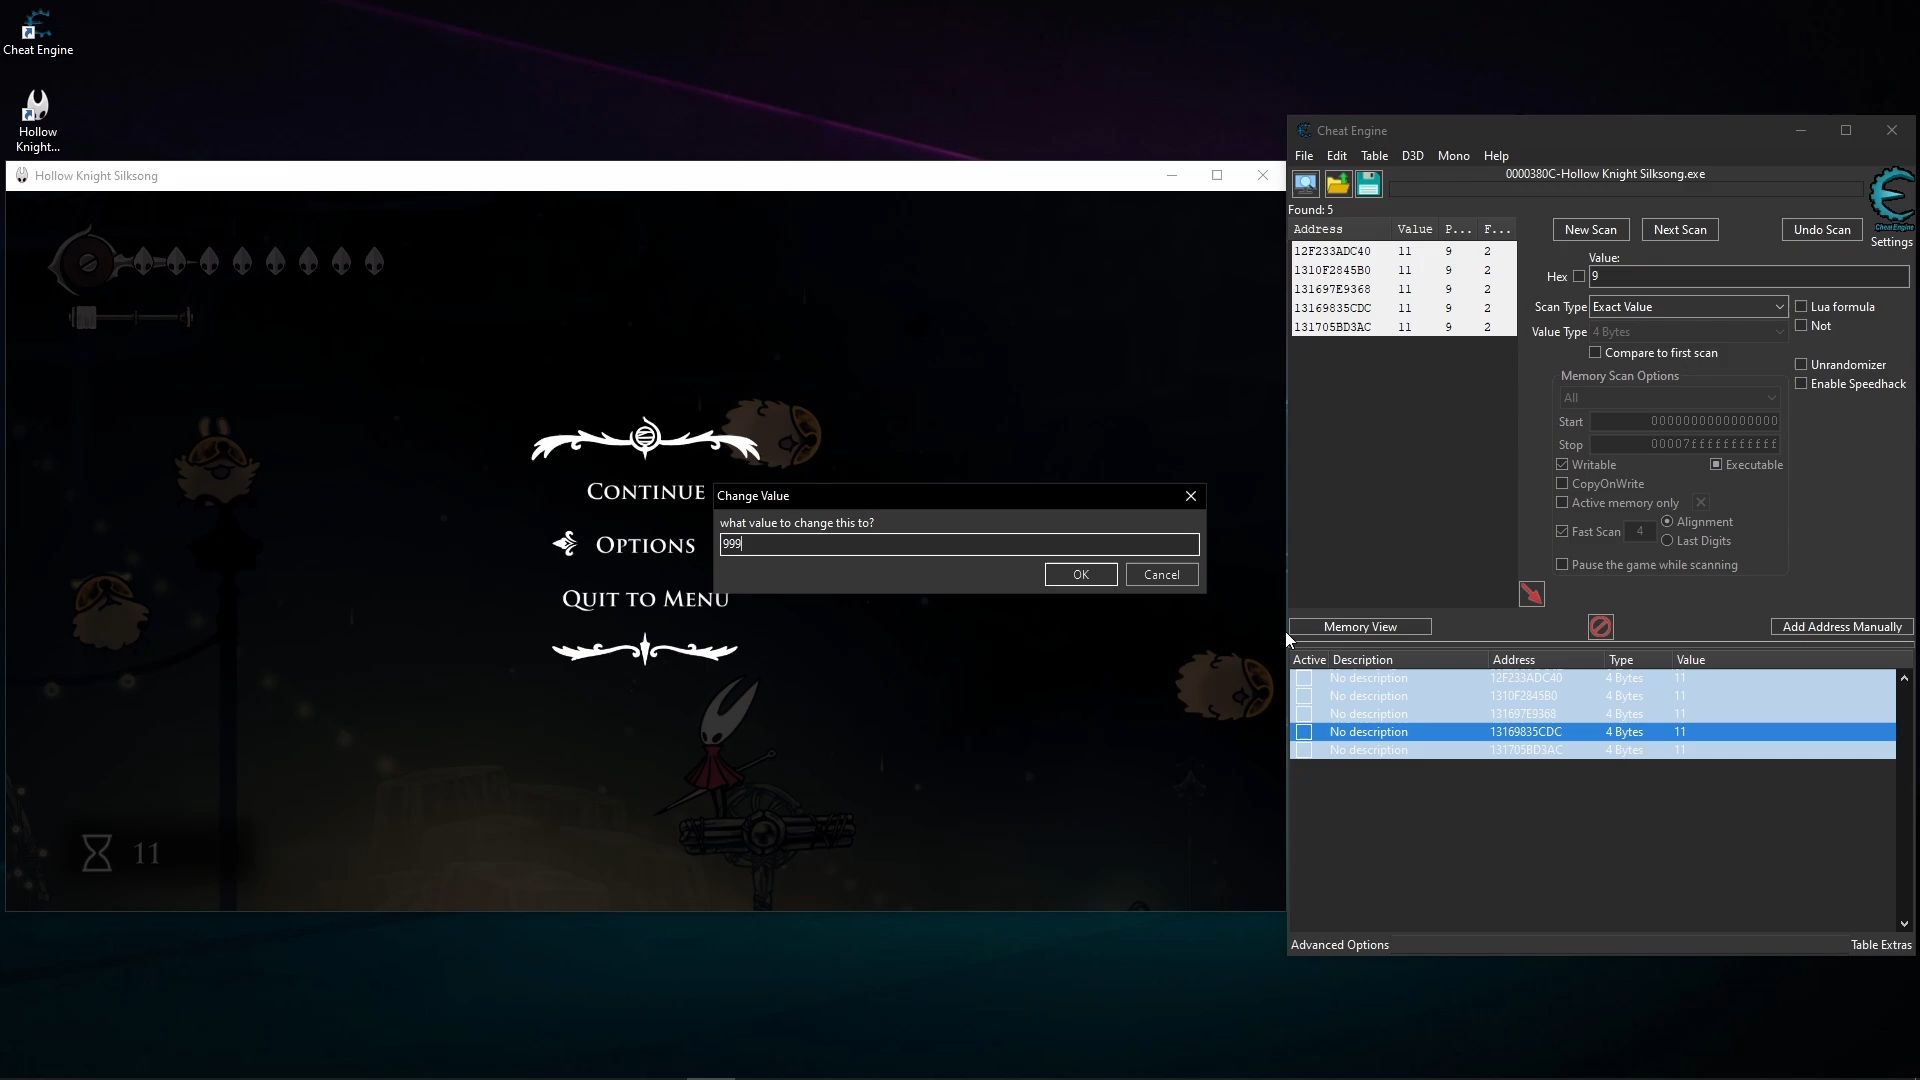 Cheat Engine
Hollow
Knight...
Hollow Knight Silksong
CONTINUE
OPTIONS
QUIT TO MENU
11
Change Value
what value to change this to?
999
OK
Cancel
Cheat Engine
File Edit Table D3D Mono Help
0000380C-Hollow Knight Silksong.exe
Found: 5
Address Value P... F...
12F233ADC40 11 9 2
1310F2845B0 11 9 2
131697E9368 11 9 2
13169835CDC 11 9 2
131705BD3AC 11 9 2
New Scan Next Scan Undo Scan
Cheat Engine
Settings
Value:
Hex 9
Scan Type Exact Value
Lua formula
Not
Value Type 4 Bytes
Compare to first scan
Unrandomizer
Enable Speedhack
Memory Scan Options
All
Start 0000000000000000
Stop 00007fffffffffff
Writable Executable
CopyOnWrite
Active memory only
Fast Scan 4 Alignment
Last Digits
Pause the game while scanning
Memory View Add Address Manually
Active Description Address Type Value
No description 12F233ADC40 4 Bytes 11
No description 1310F2845B0 4 Bytes 11
No description 131697E9368 4 Bytes 11
No description 13169835CDC 4 Bytes 11
No description 131705BD3AC 4 Bytes 11
Advanced Options Table Extras